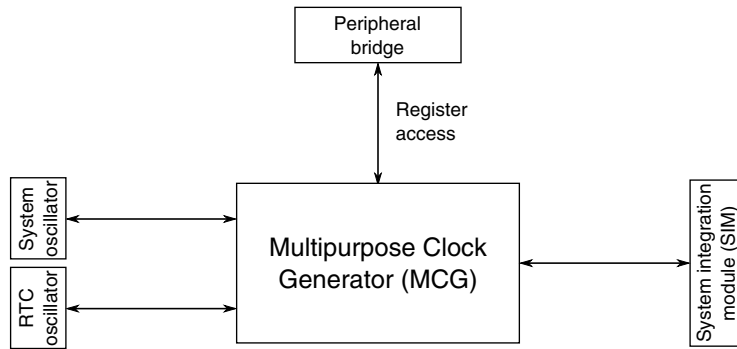 Peripheral
bridge
Register
access
System
oscillator
Multipurpose Clock
Generator (MCG)
RTC
oscillator
System integration
module (SIM)